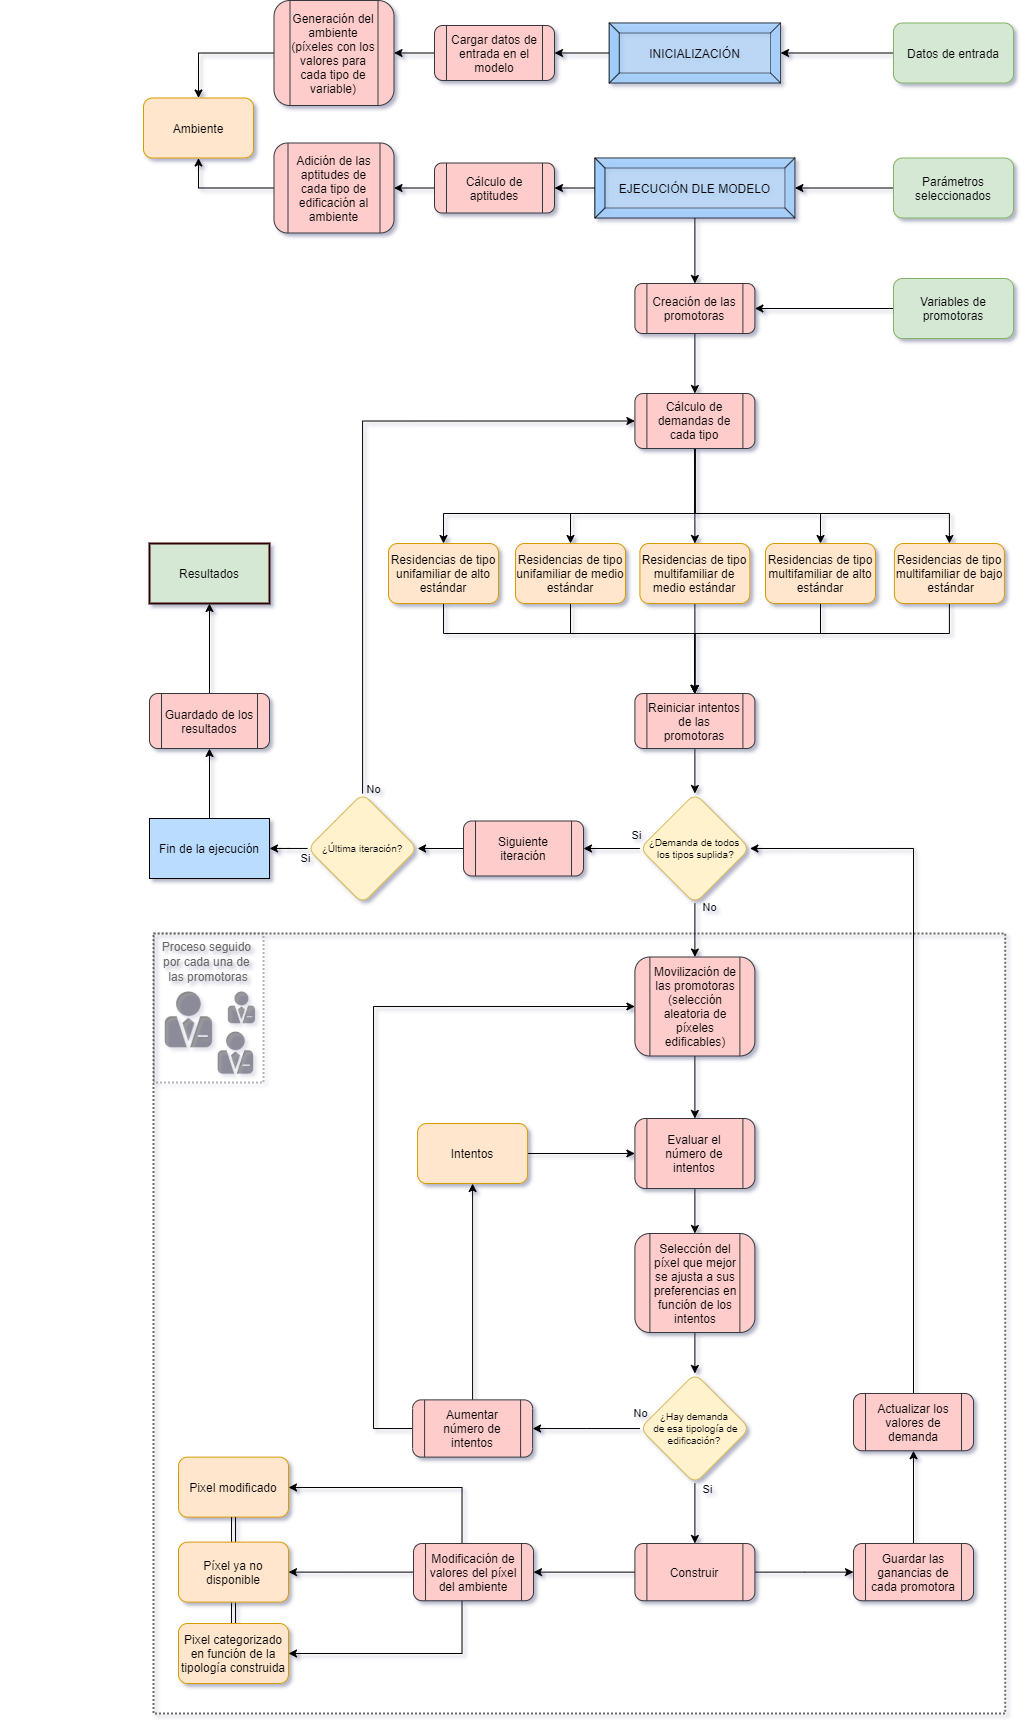 Generación del
ambiente
(píxeles con los
valores para
cada tipo de
variable)
Cargar datos de
entrada en el
modelo
INICIALIZACIÓN
Datos de entrada
Ambiente
Adición de las
aptitudes de
cada tipo de
edificación al
ambiente
Cálculo de
aptitudes
EJECUCIÓN DLE MODELO
Parámetros
seleccionados
Creación de las
promotoras
Variables de
promotoras
Cálculo de
demandas de
cada tipo
Residencias de tipo
unifamiliar de alto
estándar
Residencias de tipo
unifamiliar de medio
estándar
Residencias de tipo
multifamiliar de
medio estándar
Residencias de tipo
multifamiliar de alto
estándar
Residencias de tipo
multifamiliar de bajo
estándar
Resultados
Guardado de los
resultados
Reiniciar intentos
de las
promotoras
No
Fin de la ejecución
Si
¿Última iteración?
Siguiente
iteración
Si
¿Demanda de todos
los tipos suplida?
No
Proceso seguido
por cada una de
las promotoras
Movilización de
las promotoras
(selección
aleatoria de
píxeles
edificables)
Intentos
Evaluar el
número de
intentos
Selección del
píxel que mejor
se ajusta a sus
preferencias en
función de los
intentos
Aumentar
número de
intentos
No
¿Hay demanda
de esa tipología de
edificación?
Si
Actualizar los
valores de
demanda
Pixel modificado
Píxel ya no
disponible
Pixel categorizado
en función de la
tipología construida
Modificación de
valores del píxel
del ambiente
Construir
Guardar las
ganancias de
cada promotora